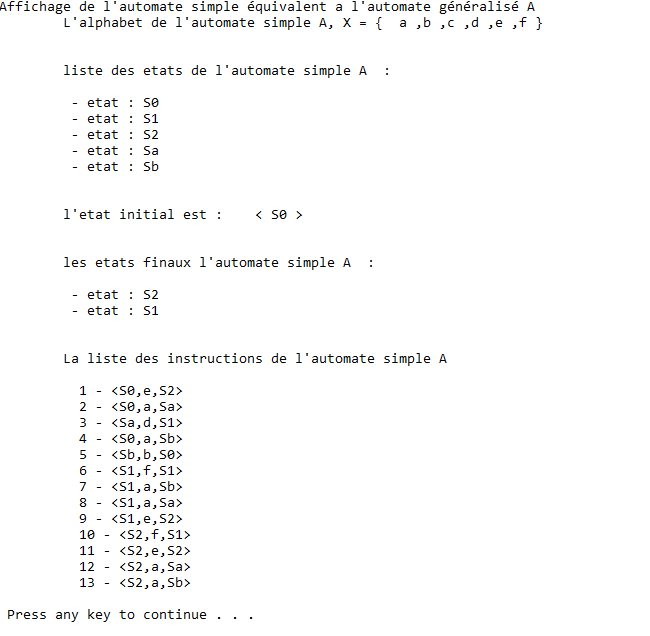 Affichage de l'automate simple équivalent a l'automate généralisé A
L'alphabet de l'automate simple A, X = {  a ,b ,c ,d ,e ,f }
liste des etats de l'automate simple A  :
- etat : S0
- etat : S1
- etat : S2
- etat : Sa
- etat : Sb
l'etat initial est :    < S0 >
les etats finaux l'automate simple A  :
- etat : S2
- etat : S1
La liste des instructions de l'automate simple A
1 - <S0,e,S2>
2 - <S0,a,Sa>
3 - <Sa,d,S1>
4 - <S0,a,Sb>
5 - <Sb,b,S0>
6 - <S1,f,S1>
7 - <S1,a,Sb>
8 - <S1,a,Sa>
9 - <S1,e,S2>
10 - <S2,f,S1>
11 - <S2,e,S2>
12 - <S2,a,Sa>
13 - <S2,a,Sb>
Press any key to continue . . .